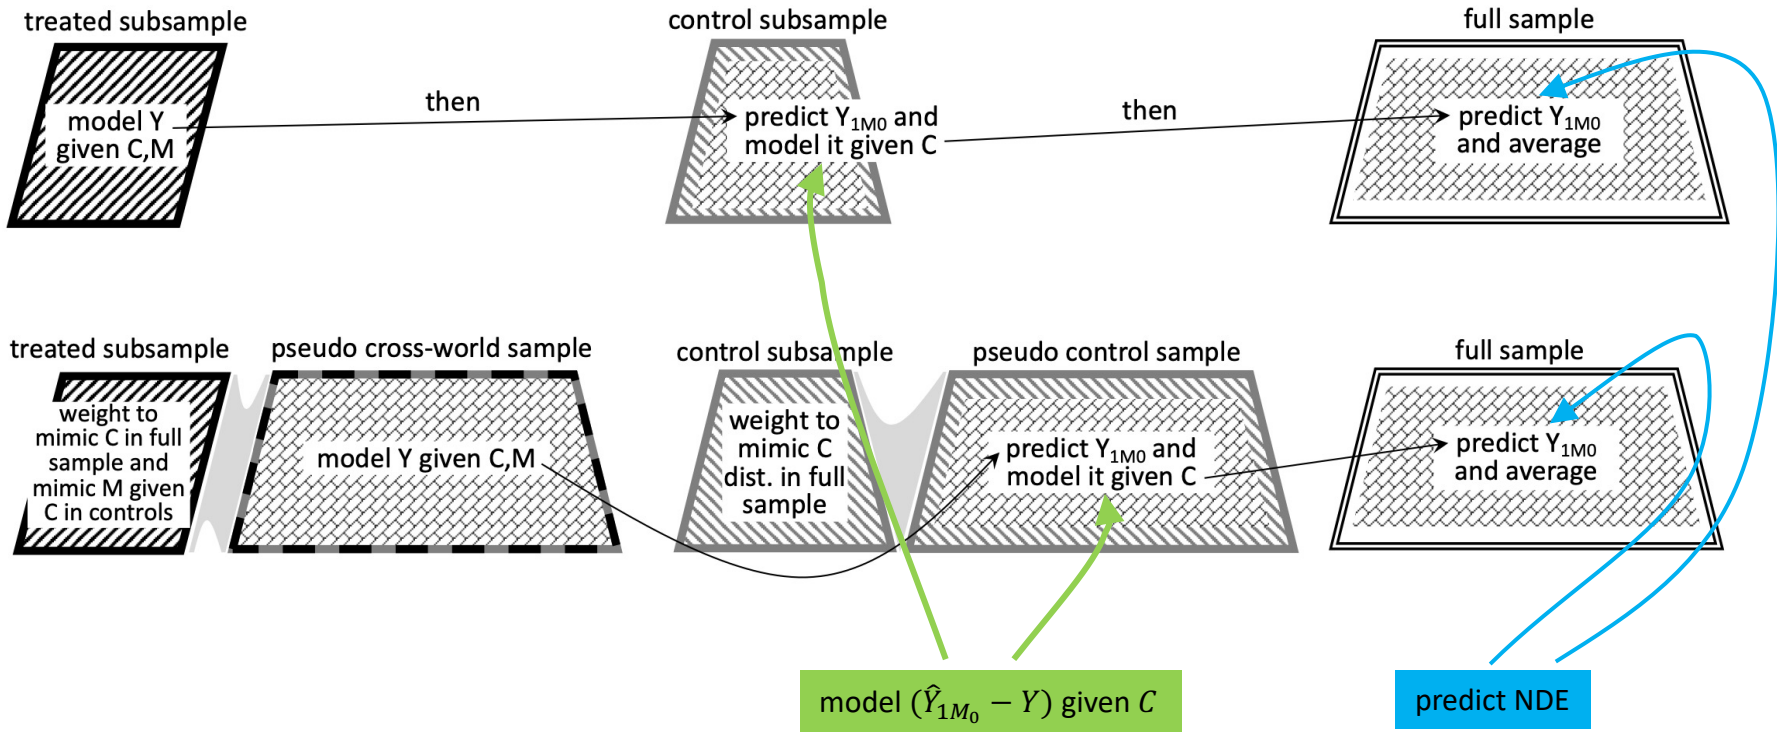 treated subsample
control subsample
full sample
model Y
given C,M
then
predict Y₁M0 and
model it given C
then
predict Y₁M0
and average
treated subsample
pseudo cross-world sample
control subsample
pseudo control sample
full sample
weight to
mimic C in full
sample and
mimic M given
C in controls
model Y given C,M
weight to
mimic C
dist. in full
sample
predict Y₁M0 and
model it given C
predict Y₁M0
and average
model (Ŷ₁M₀ − Y) given C
predict NDE